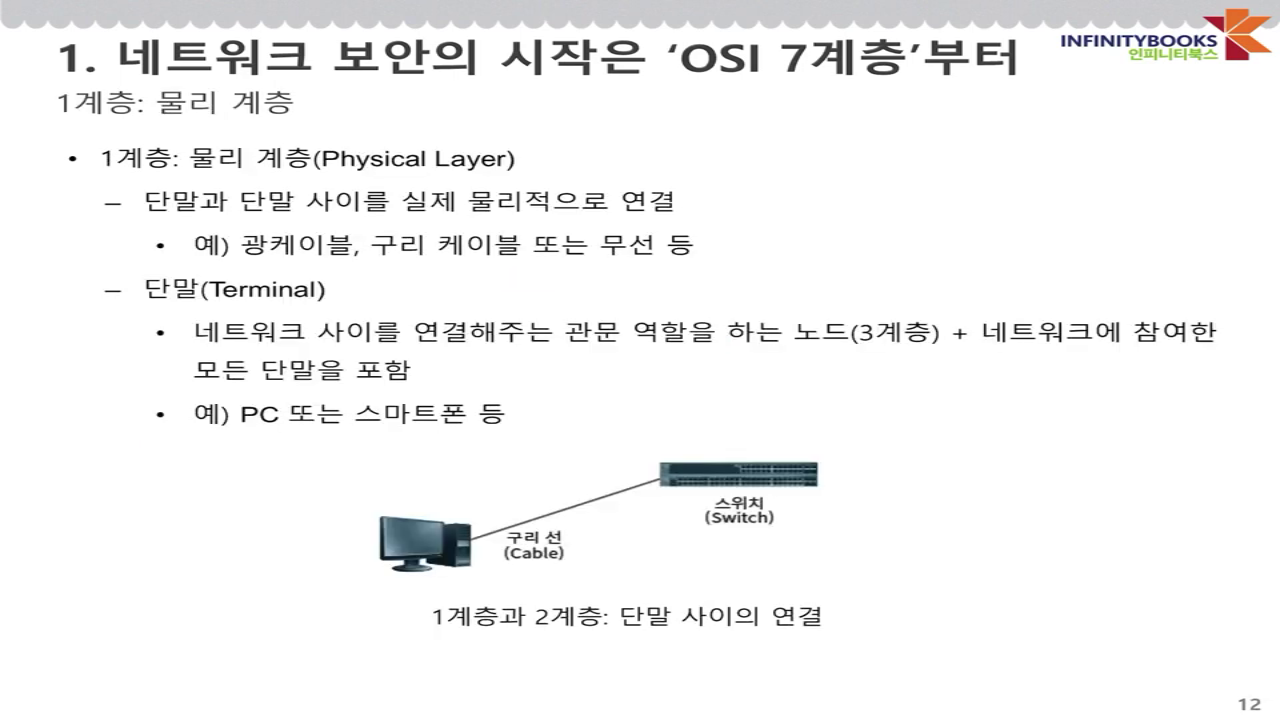 1. 네트워크 보안의 시작은 ‘OSI 7계층’부터
INFINITYBOOKS
인피니티북스
1계층: 물리 계층
• 1계층: 물리 계층(Physical Layer)
– 단말과 단말 사이를 실제 물리적으로 연결
• 예) 광케이블, 구리 케이블 또는 무선 등
– 단말(Terminal)
• 네트워크 사이를 연결해주는 관문 역할을 하는 노드(3계층) + 네트워크에 참여한
모든 단말을 포함
• 예) PC 또는 스마트폰 등
스위치
(Switch)
구리 선
(Cable)
1계층과 2계층: 단말 사이의 연결
12